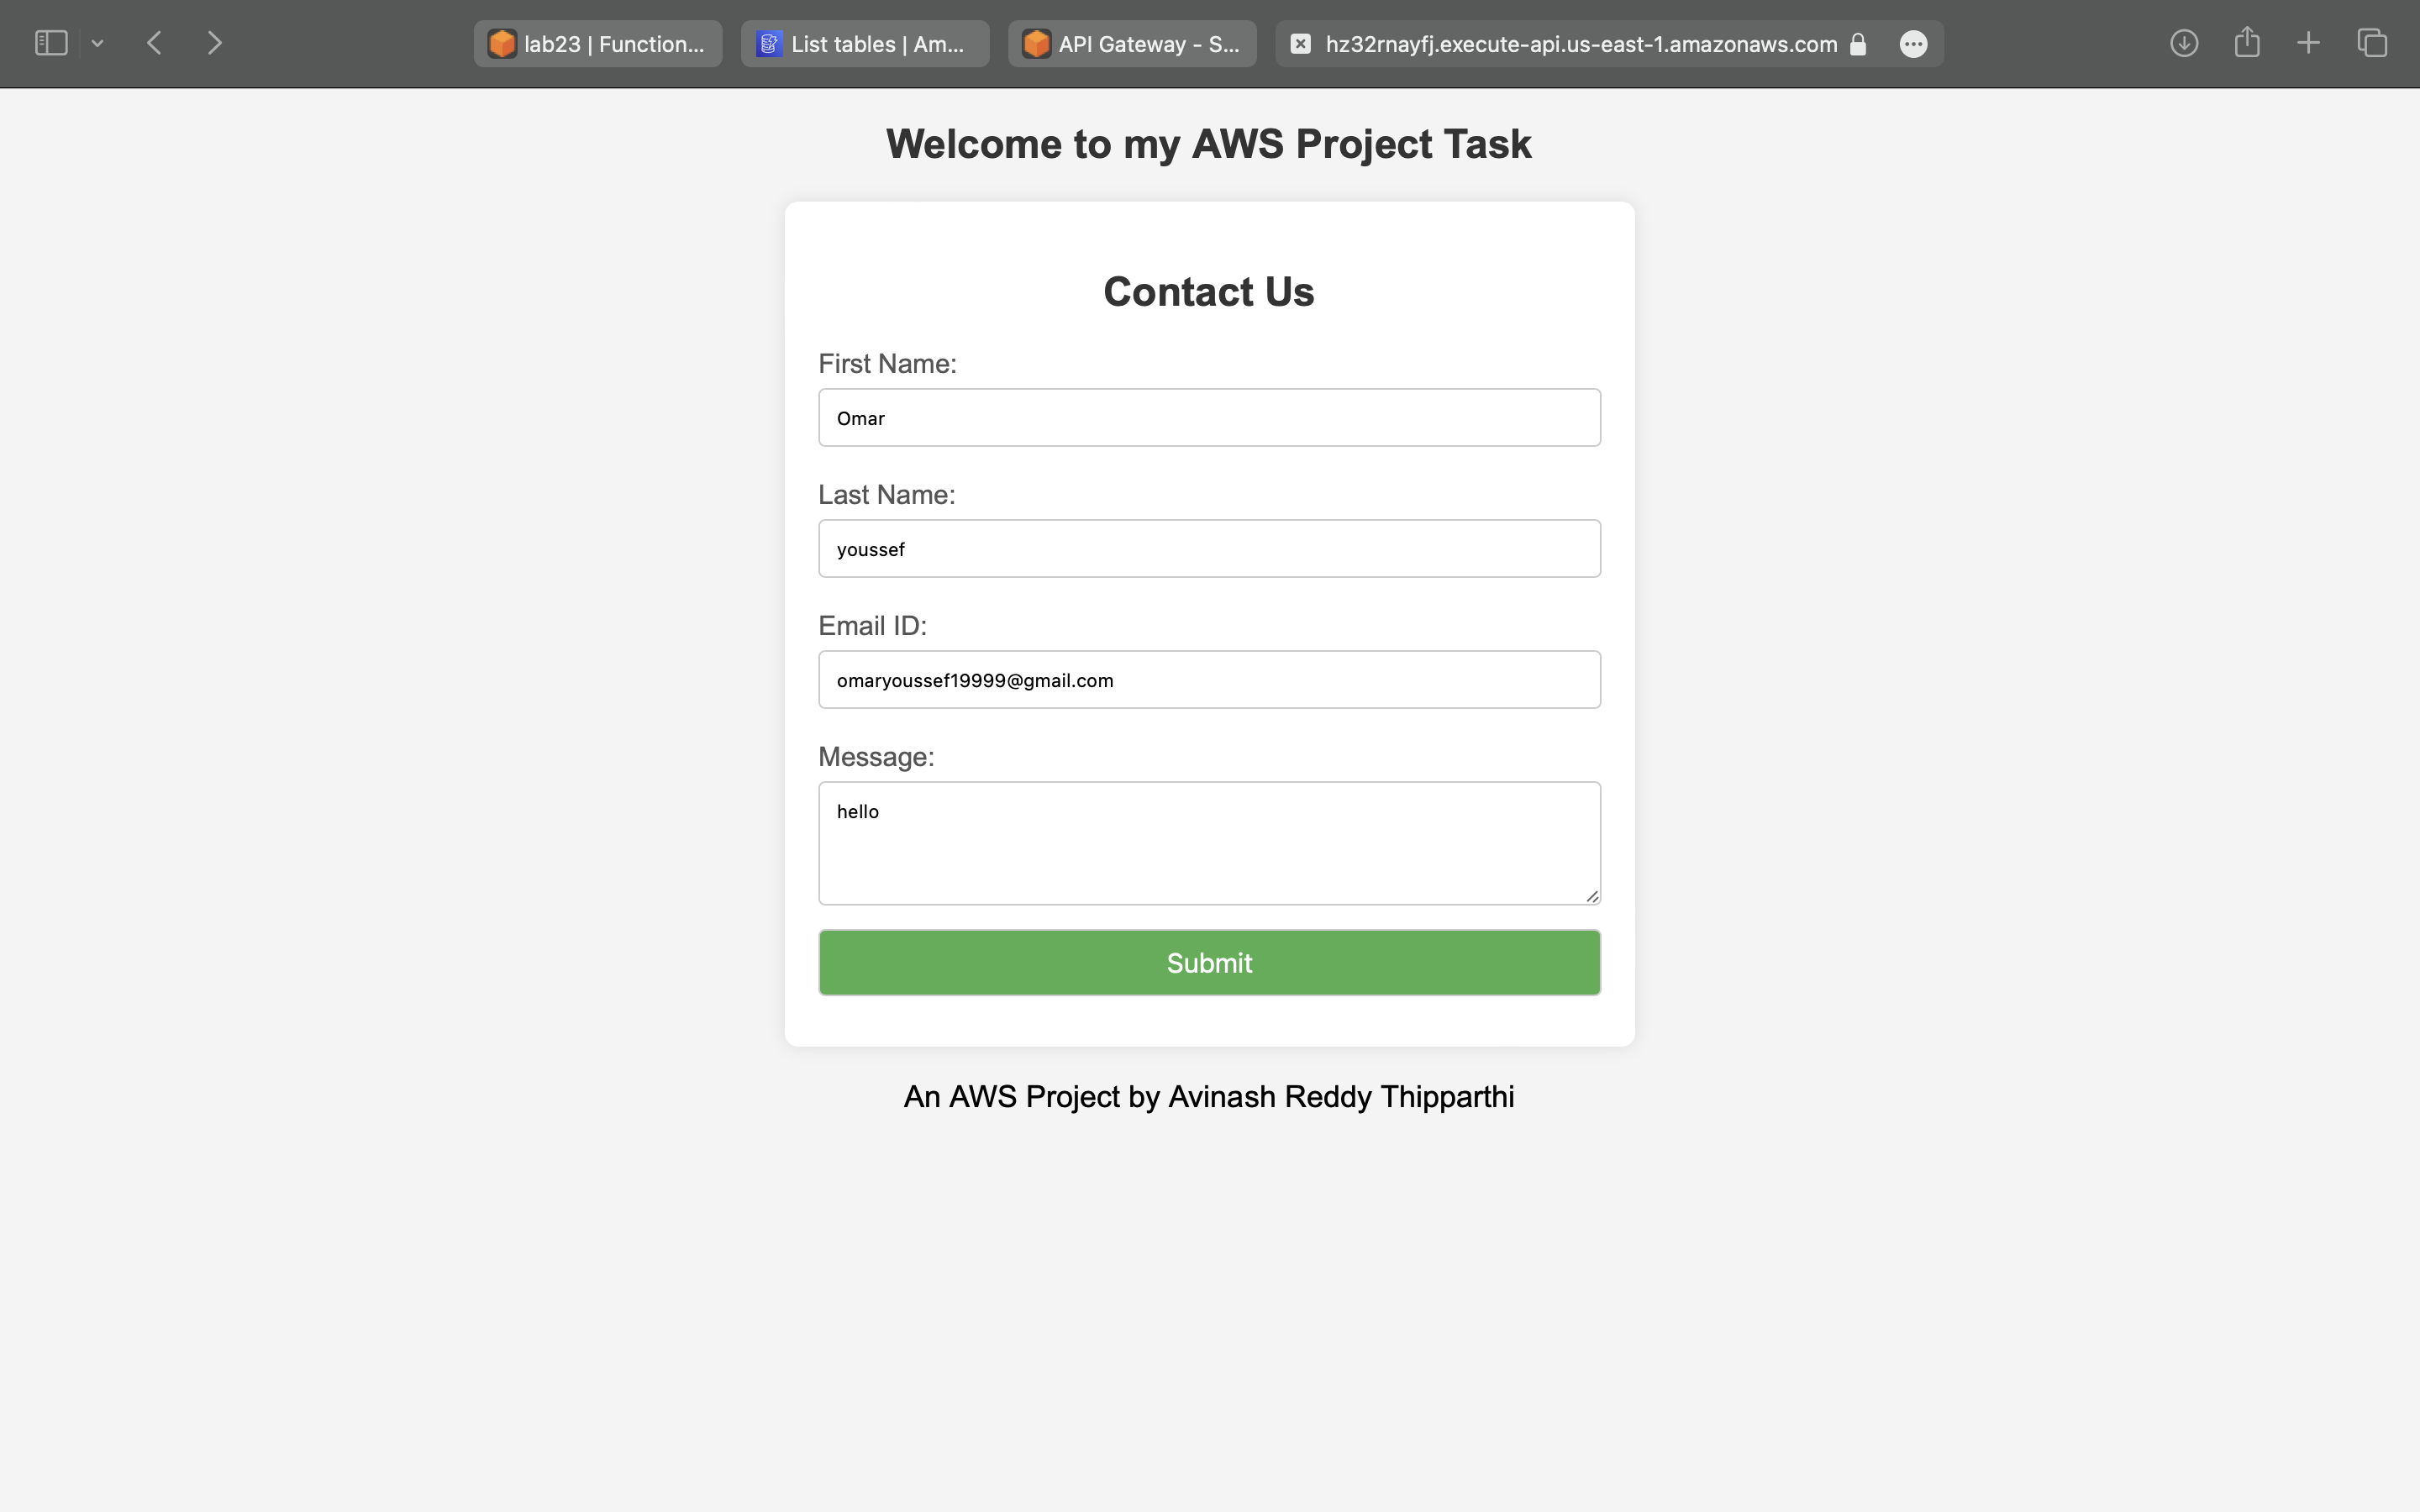 lab23 | Function...
List tables | Am...
API Gateway - S...
hz32rnayfj.execute-api.us-east-1.amazonaws.com
Welcome to my AWS Project Task
Contact Us
First Name:
Omar
Last Name:
youssef
Email ID:
omaryoussef19999@gmail.com
Message:
hello
Submit
An AWS Project by Avinash Reddy Thipparthi